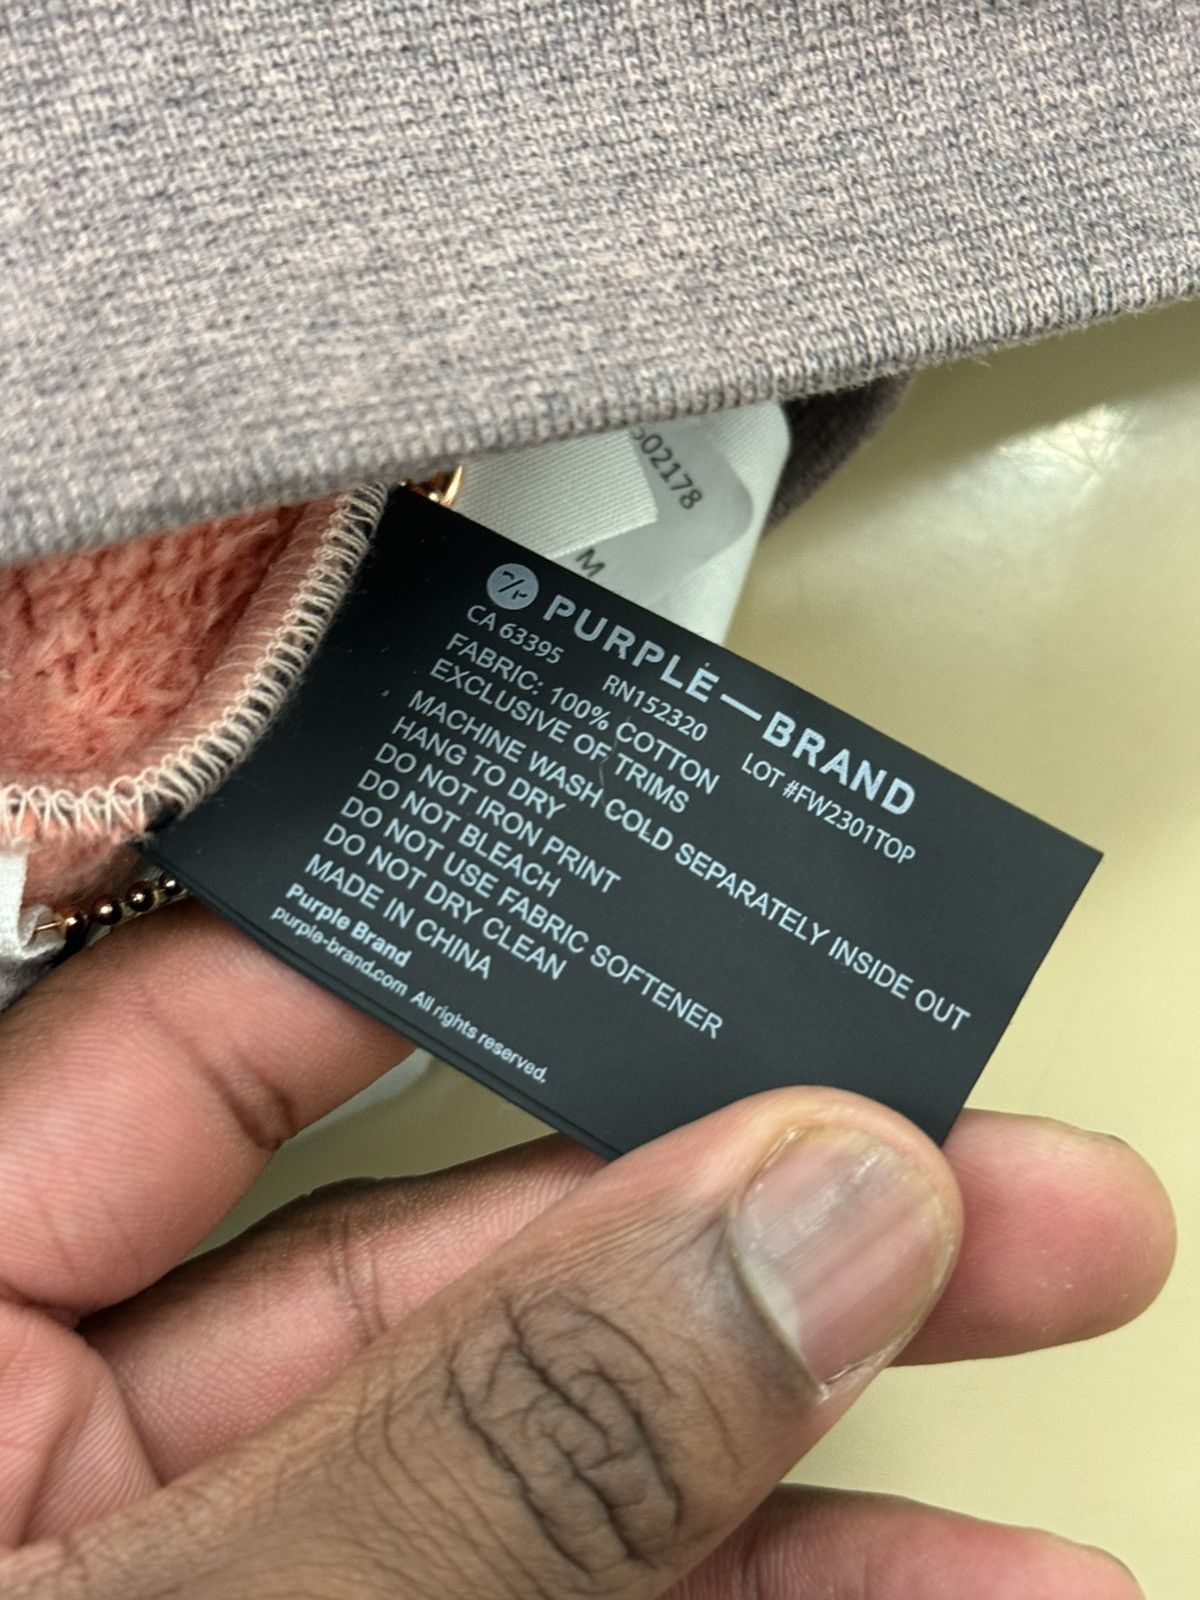 502178
M
PURPLE—BRAND
CA 63395 RN152320 LOT #FW2301TOP
FABRIC: 100% COTTON
EXCLUSIVE OF TRIMS
MACHINE WASH COLD SEPARATELY INSIDE OUT
HANG TO DRY
DO NOT IRON PRINT
DO NOT BLEACH
DO NOT USE FABRIC SOFTENER
DO NOT DRY CLEAN
MADE IN CHINA
Purple Brand
purple-brand.com All rights reserved.